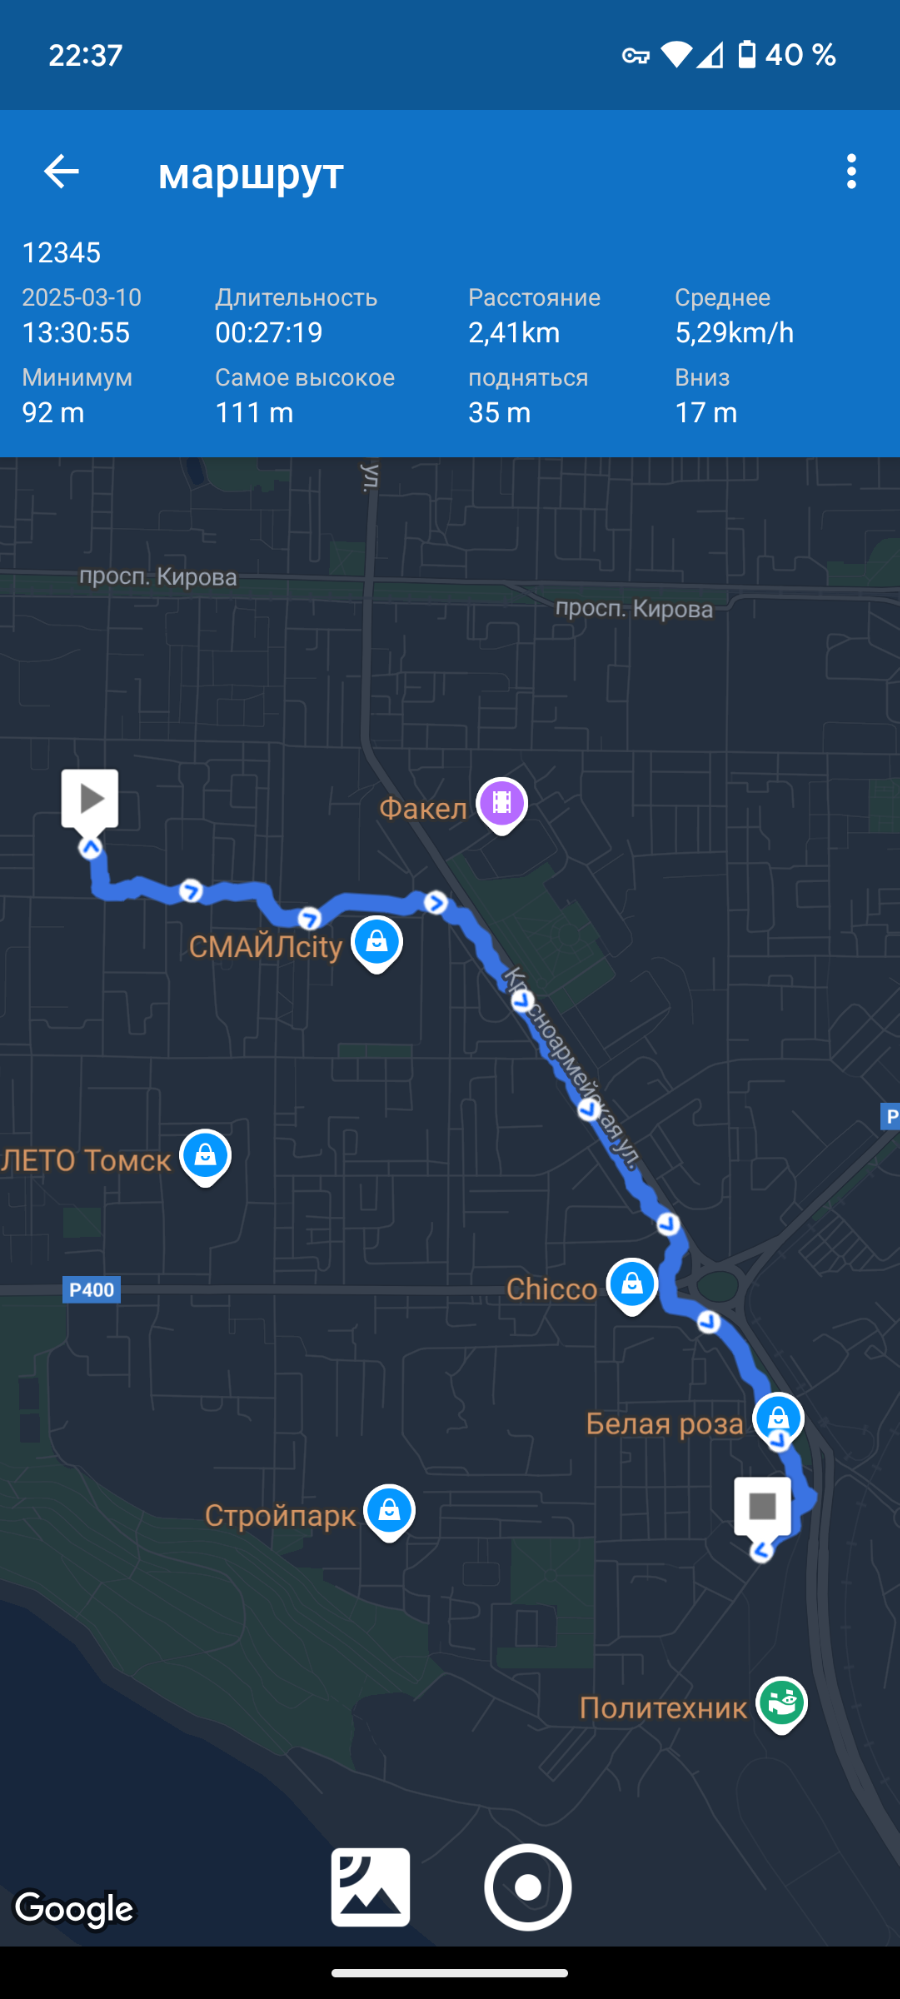 22:37
40 %
маршрут
12345
2025-03-10 Длительность Расстояние Среднее
13:30:55 00:27:19 2,41km 5,29km/h
Минимум Самое высокое подняться Вниз
92 m 111 m 35 m 17 m
ул.
просп. Кирова
просп. Кирова
Факел
СМАЙЛcity
Красноармейская ул.
P
ЛЕТО Томск
P400
Chicco
Белая роза
Стройпарк
Политехник
Google